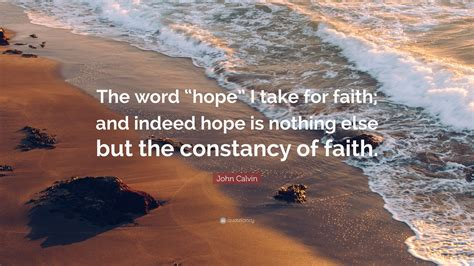 The word “hope” I take for faith;
and indeed hope is nothing else
but the constancy of faith.
John Calvin
quotefancy